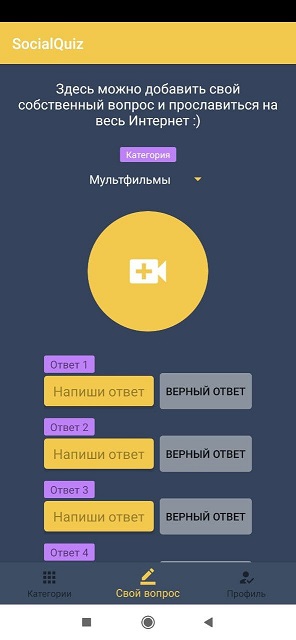 SocialQuiz
Здесь можно добавить свой
собственный вопрос и прославиться на
весь Интернет :)
Категория
Мультфильмы
Ответ 1
Напиши ответ
ВЕРНЫЙ ОТВЕТ
Ответ 2
Напиши ответ
ВЕРНЫЙ ОТВЕТ
Ответ 3
Напиши ответ
ВЕРНЫЙ ОТВЕТ
Ответ 4
Категории
Свой вопрос
Профиль